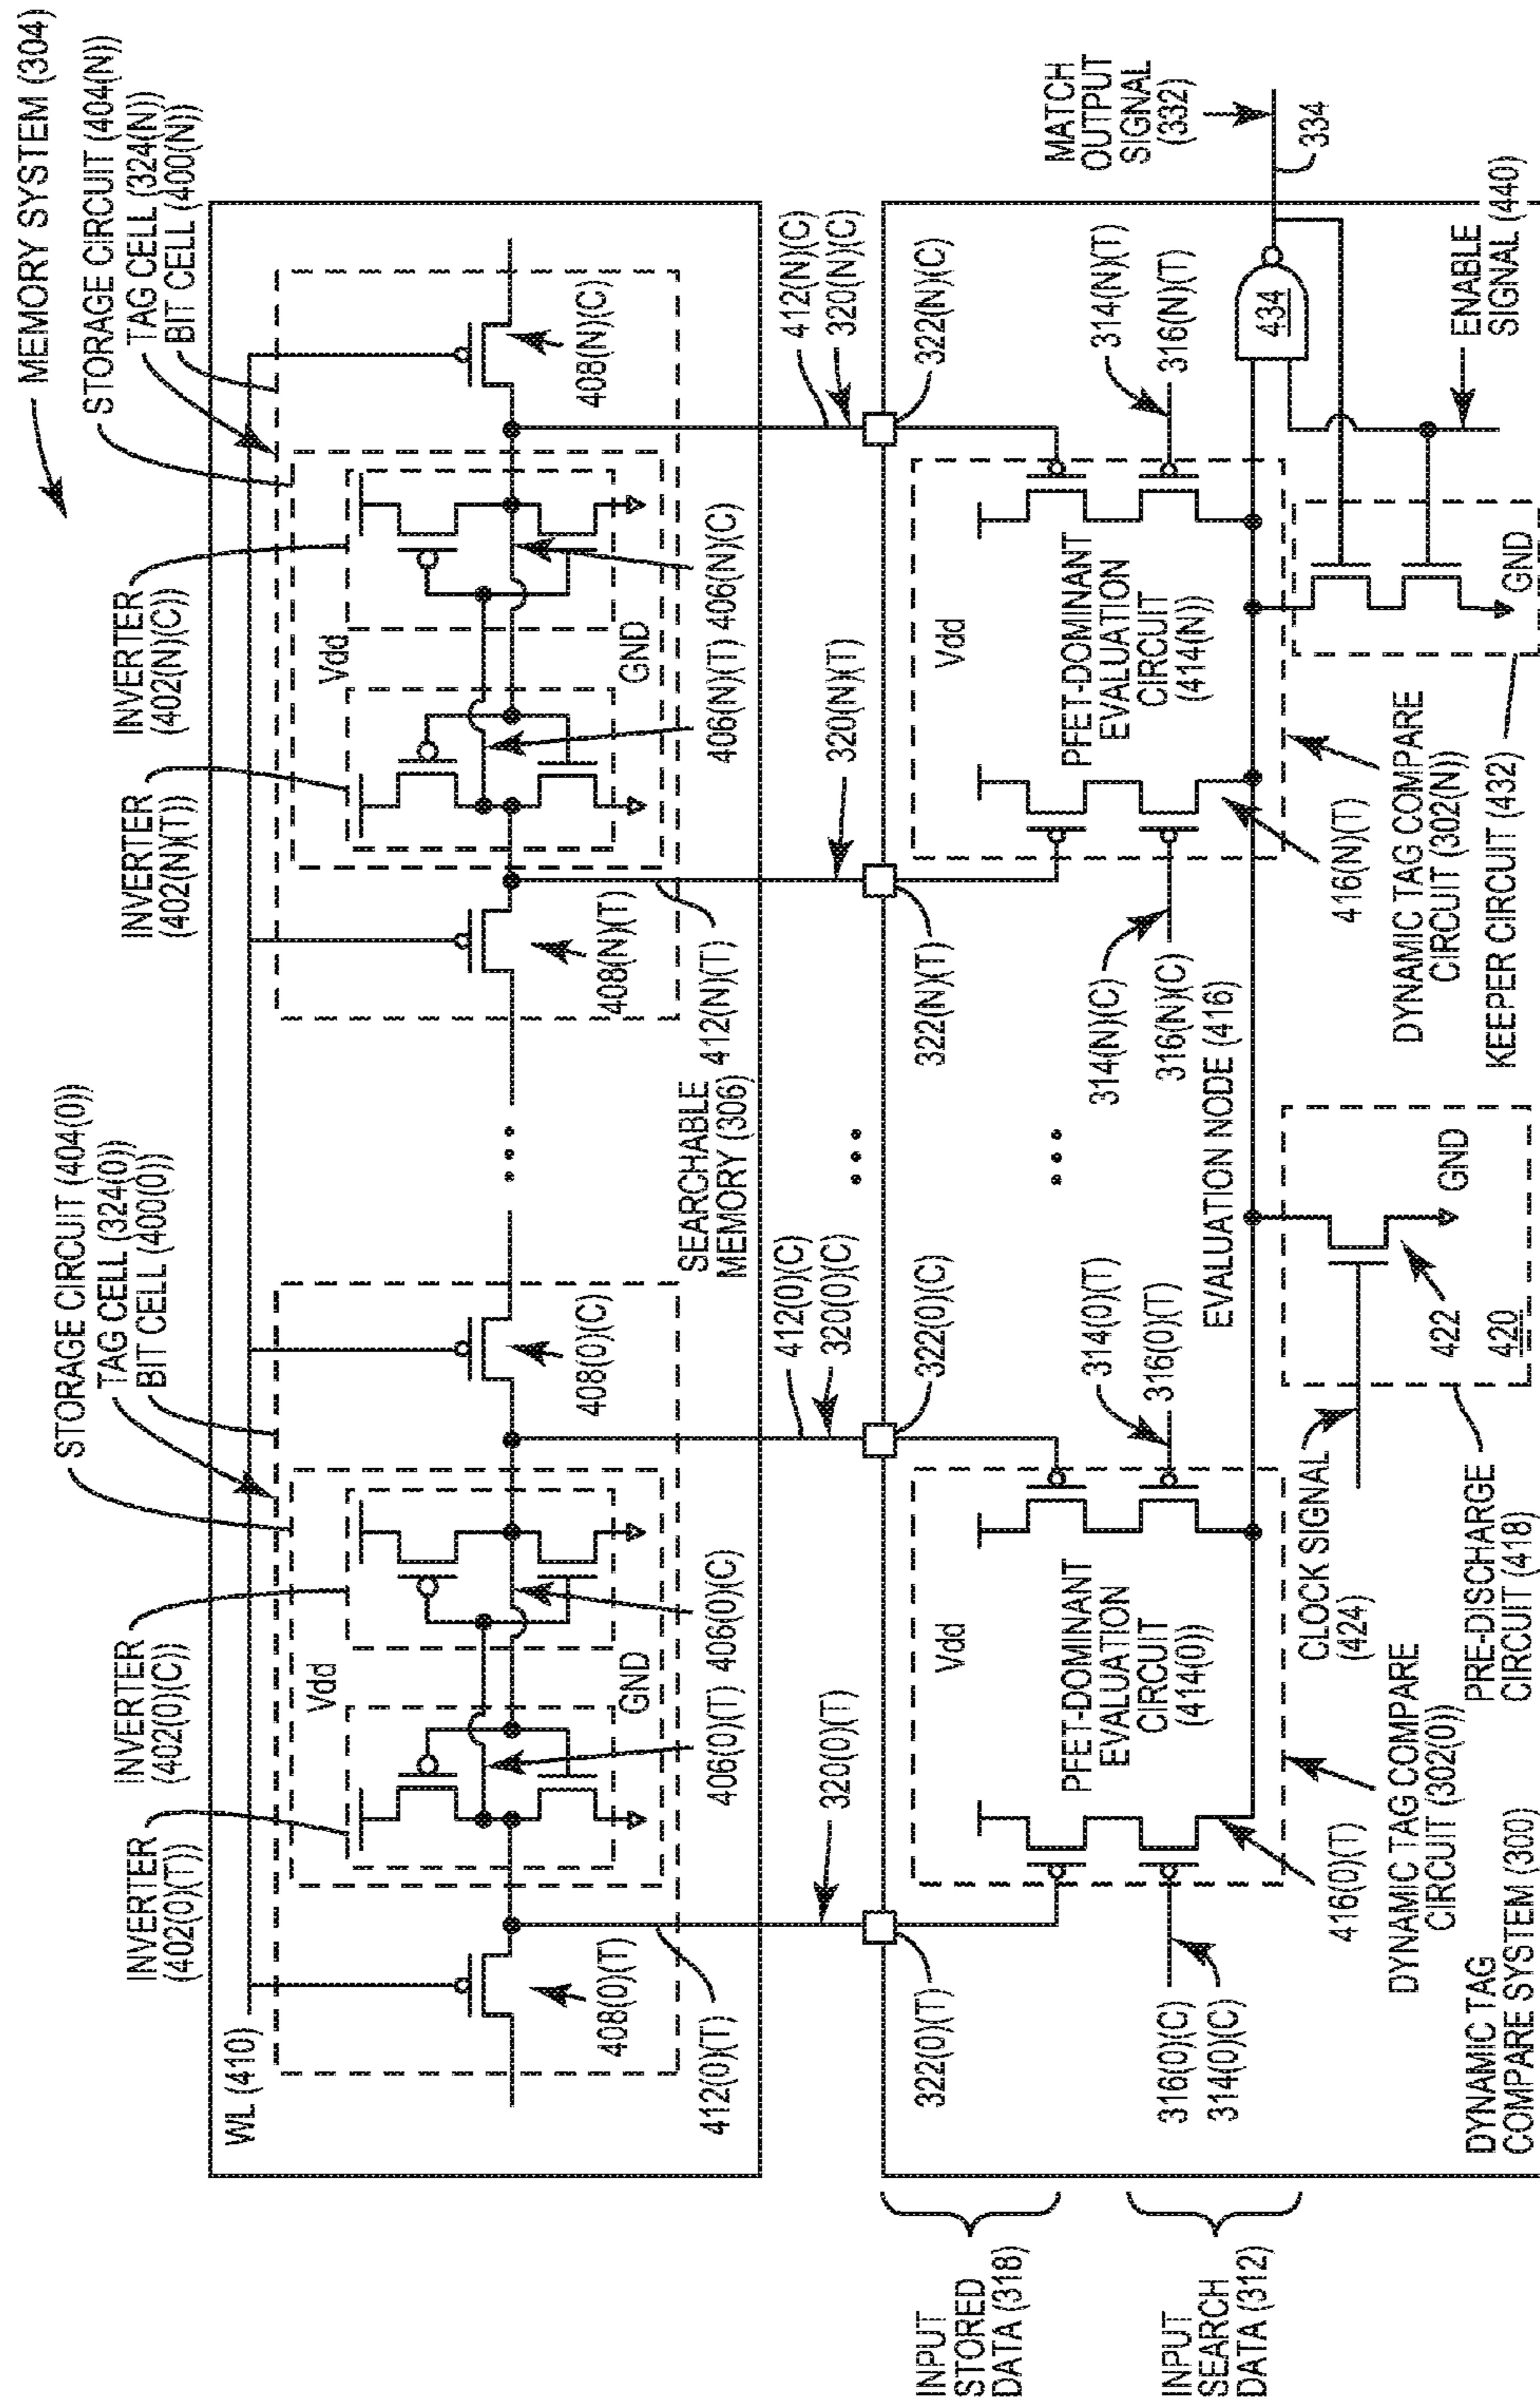 MEMORY SYSTEM (304)
STORAGE CIRCUIT (404(0))
TAG CELL (324(0))
BIT CELL (400(0))
STORAGE CIRCUIT (404(N))
TAG CELL (324(N))
BIT CELL (400(N))
INVERTER
(402(0)(T))
INVERTER
(402(0)(C))
INVERTER
(402(N)(T))
INVERTER
(402(N)(C))
WL (410)
Vdd
Vdd
408(0)(T)
GND
408(0)(C)
408(N)(T)
GND
408(N)(C)
412(0)(T)
406(0)(T)
406(0)(C)
SEARCHABLE
MEMORY (306)
412(N)(T)
406(N)(T)
406(N)(C)
320(0)(T)
412(0)(C)
320(0)(C)
...
...
320(N)(T)
412(N)(C)
320(N)(C)
INPUT
STORED
DATA (318)
322(0)(T)
322(0)(C)
322(N)(T)
322(N)(C)
Vdd
PFET-DOMINANT
EVALUATION
CIRCUIT
(414(0))
...
Vdd
PFET-DOMINANT
EVALUATION
CIRCUIT
(414(N))
INPUT
SEARCH
DATA (312)
316(0)(C)
314(0)(C)
314(0)(T)
316(0)(T)
314(N)(C)
316(N)(C)
314(N)(T)
316(N)(T)
MATCH
OUTPUT
SIGNAL
(332)
334
EVALUATION NODE (416)
434
416(0)(T)
416(N)(T)
CLOCK SIGNAL
(424)
422
GND
420
DYNAMIC TAG COMPARE
CIRCUIT (302(0))
PRE-DISCHARGE
CIRCUIT (418)
DYNAMIC TAG COMPARE
CIRCUIT (302(N))
KEEPER CIRCUIT (432)
GND
ENABLE
SIGNAL (440)
DYNAMIC TAG
COMPARE SYSTEM (300)